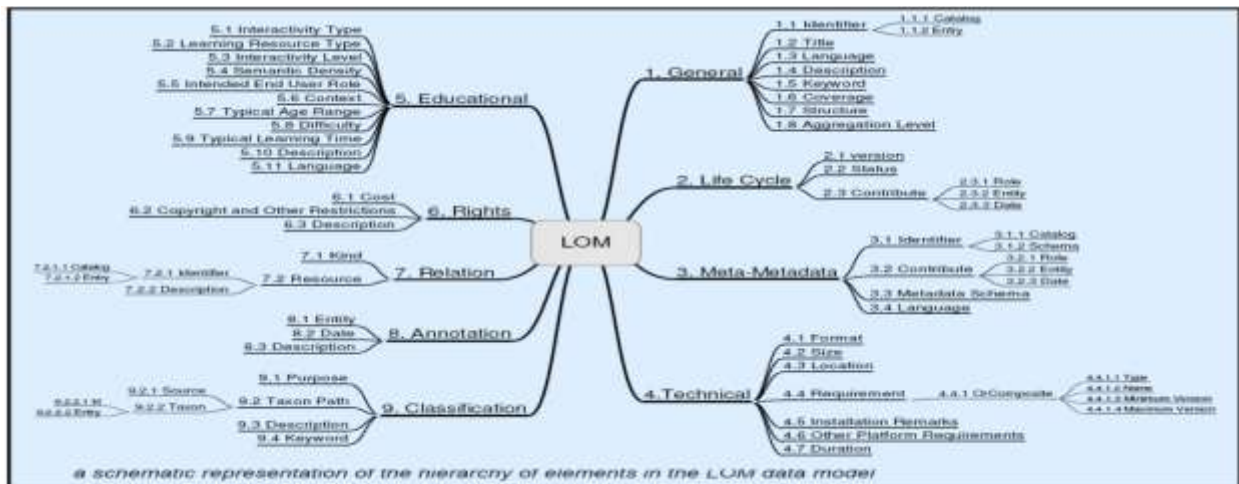 LOM
1. General
1.1 Identifier
1.1.1 Catalog
1.1.2 Entry
1.2 Title
1.3 Language
1.4 Description
1.5 Keyword
1.6 Coverage
1.7 Structure
1.8 Aggregation Level
2. Life Cycle
2.1 version
2.2 Status
2.3 Contribute
2.3.1 Role
2.3.2 Entity
2.3.3 Date
3. Meta-Metadata
3.1 Identifier
3.1.1 Catalog
3.1.2 Schema
3.2 Contribute
3.2.1 Role
3.2.2 Entity
3.2.3 Date
3.3 Metadata Schema
3.4 Language
4.Technical
4.1 Format
4.2 Size
4.3 Location
4.4 Requirement
4.4.1 OrComposite
4.4.1.1 Type
4.4.1.2 Name
4.4.1.3 Minimum Version
4.4.1.4 Maximum Version
4.5 Installation Remarks
4.6 Other Platform Requirements
4.7 Duration
5. Educational
5.1 Interactivity Type
5.2 Learning Resource Type
5.3 Interactivity Level
5.4 Semantic Density
5.5 Intended End User Role
5.6 Context
5.7 Typical Age Range
5.8 Difficulty
5.9 Typical Learning Time
5.10 Description
5.11 Language
6. Rights
6.1 Cost
6.2 Copyright and Other Restrictions
6.3 Description
7. Relation
7.1 Kind
7.2 Resource
7.2.1 Identifier
7.2.1.1 Catalog
7.2.1.2 Entry
7.2.2 Description
8. Annotation
8.1 Entity
8.2 Date
8.3 Description
9. Classification
9.1 Purpose
9.2 Taxon Path
9.2.1 Source
9.2.2 Taxon
9.2.2.1 Id
9.2.2.2 Entry
9.3 Description
9.4 Keyword
a schematic representation of the hierarchy of elements in the LOM data model